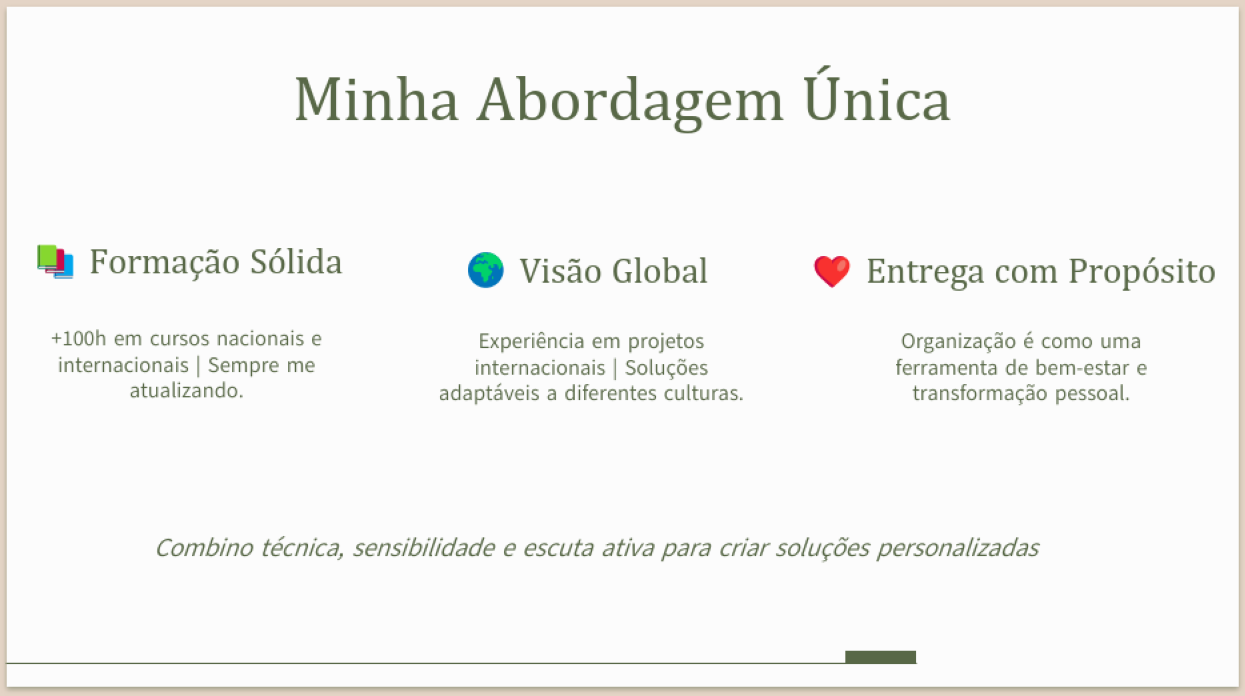 Minha Abordagem Única
Formação Sólida
+100h em cursos nacionais e
internacionais | Sempre me
atualizando.
Visão Global
Experiência em projetos
internacionais | Soluções
adaptáveis a diferentes culturas.
Entrega com Propósito
Organização é como uma
ferramenta de bem-estar e
transformação pessoal.
Combino técnica, sensibilidade e escuta ativa para criar soluções personalizadas